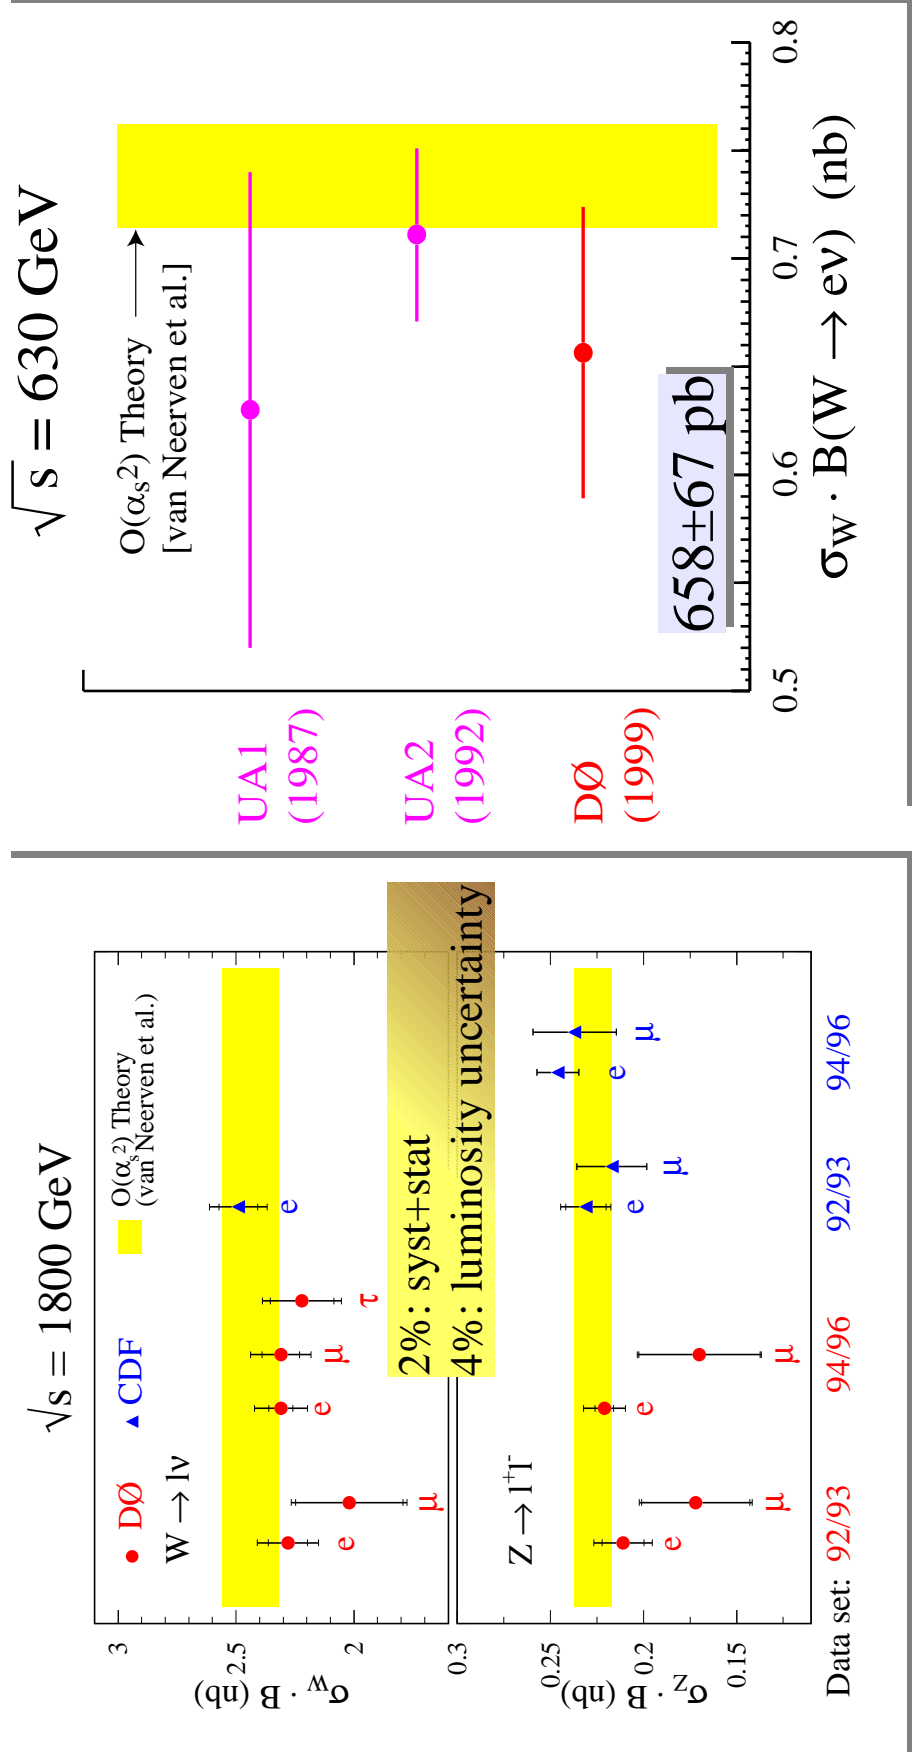 √s = 1800 GeV
● DØ ▲ CDF
O(αs2) Theory
(van Neerven et al.)
W → lν
3
2.5
2
σW · B (nb)
e
μ
e
μ
τ
e
2%: syst+stat
4%: luminosity uncertainty
Z → l+l-
0.3
0.25
0.2
0.15
σZ · B (nb)
e
μ
e
μ
e
μ
e
μ
Data set: 92/93 94/96 92/93 94/96
√s = 630 GeV
O(αs2) Theory
[van Neerven et al.]
UA1
(1987)
UA2
(1992)
DØ
(1999)
658±67 pb
0.5 0.6 0.7 0.8
σW · B(W → eν) (nb)